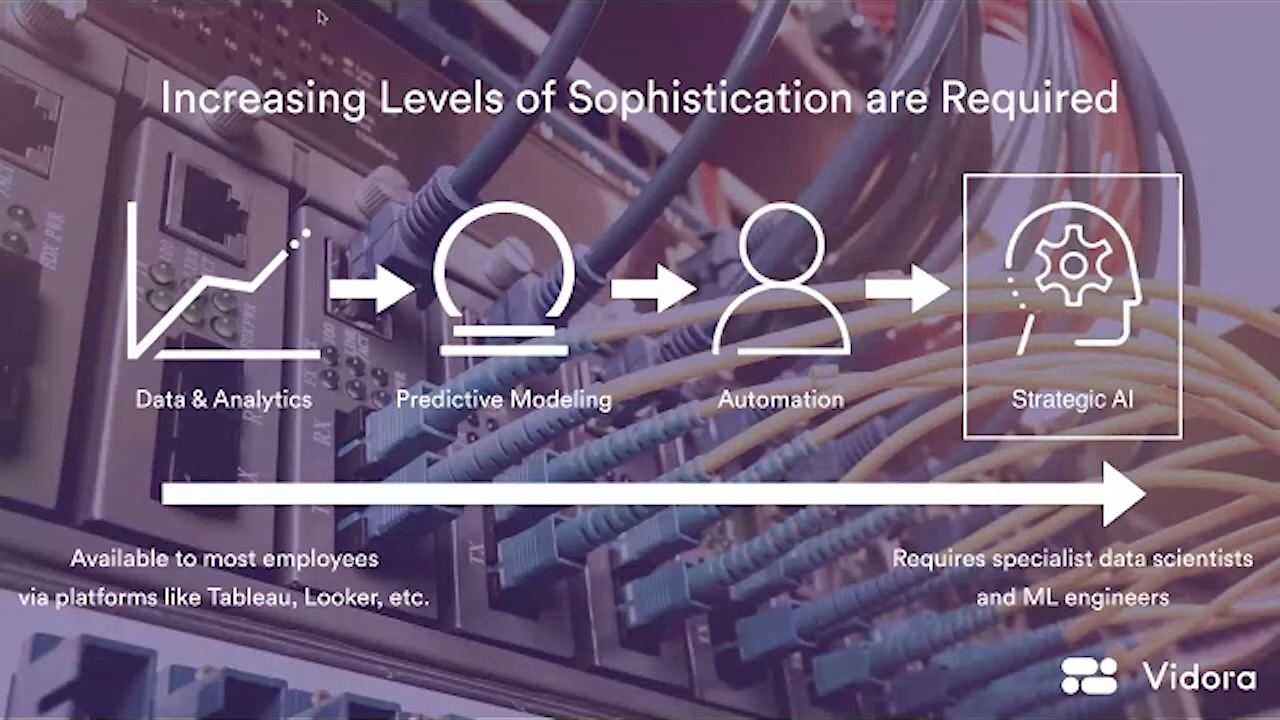 Increasing Levels of Sophistication are Required
Data & Analytics
Predictive Modeling
Automation
Strategic AI
Available to most employees
via platforms like Tableau, Looker, etc.
Requires specialist data scientists
and ML engineers
Vidora